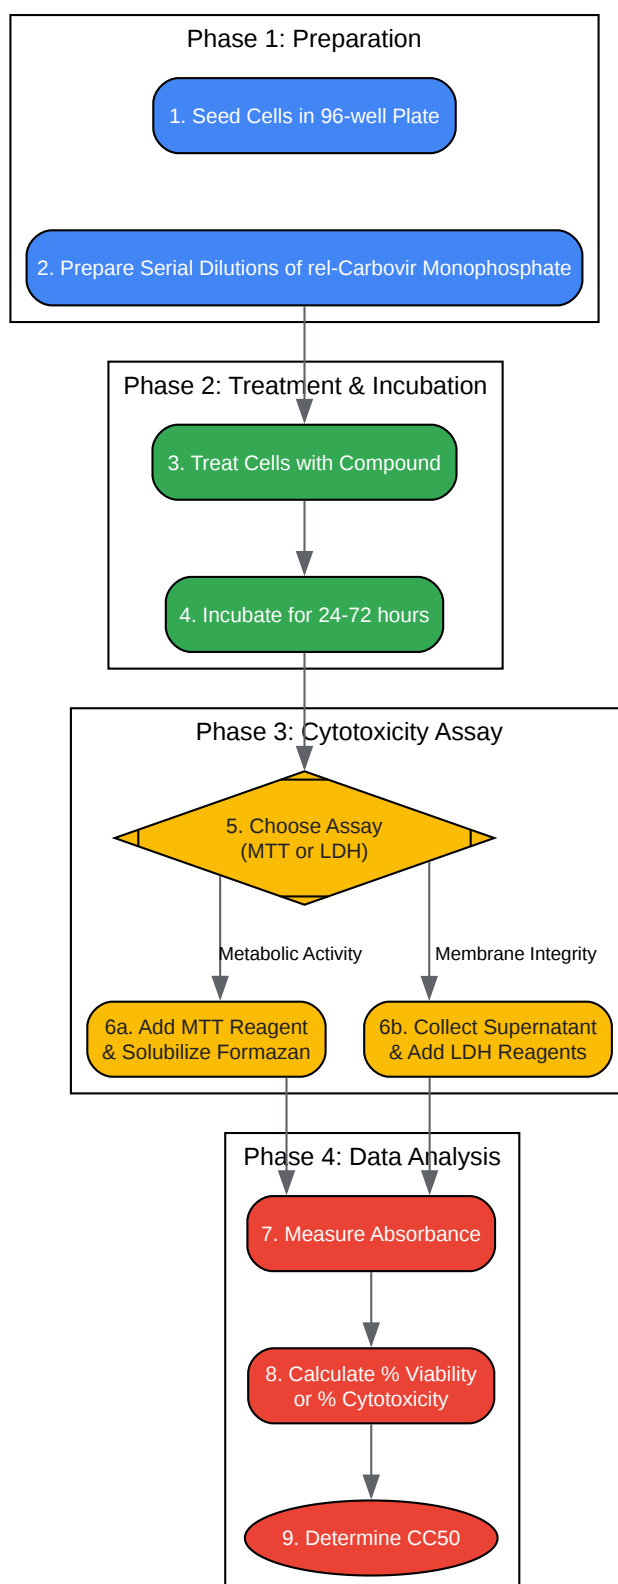 Phase 1: Preparation
1. Seed Cells in 96-well Plate
2. Prepare Serial Dilutions of rel-Carbovir Monophosphate
Phase 2: Treatment & Incubation
3. Treat Cells with Compound
4. Incubate for 24-72 hours
Phase 3: Cytotoxicity Assay
5. Choose Assay
(MTT or LDH)
Metabolic Activity
Membrane Integrity
6a. Add MTT Reagent
& Solubilize Formazan
6b. Collect Supernatant
& Add LDH Reagents
Phase 4: Data Analysis
7. Measure Absorbance
8. Calculate % Viability
or % Cytotoxicity
9. Determine CC50